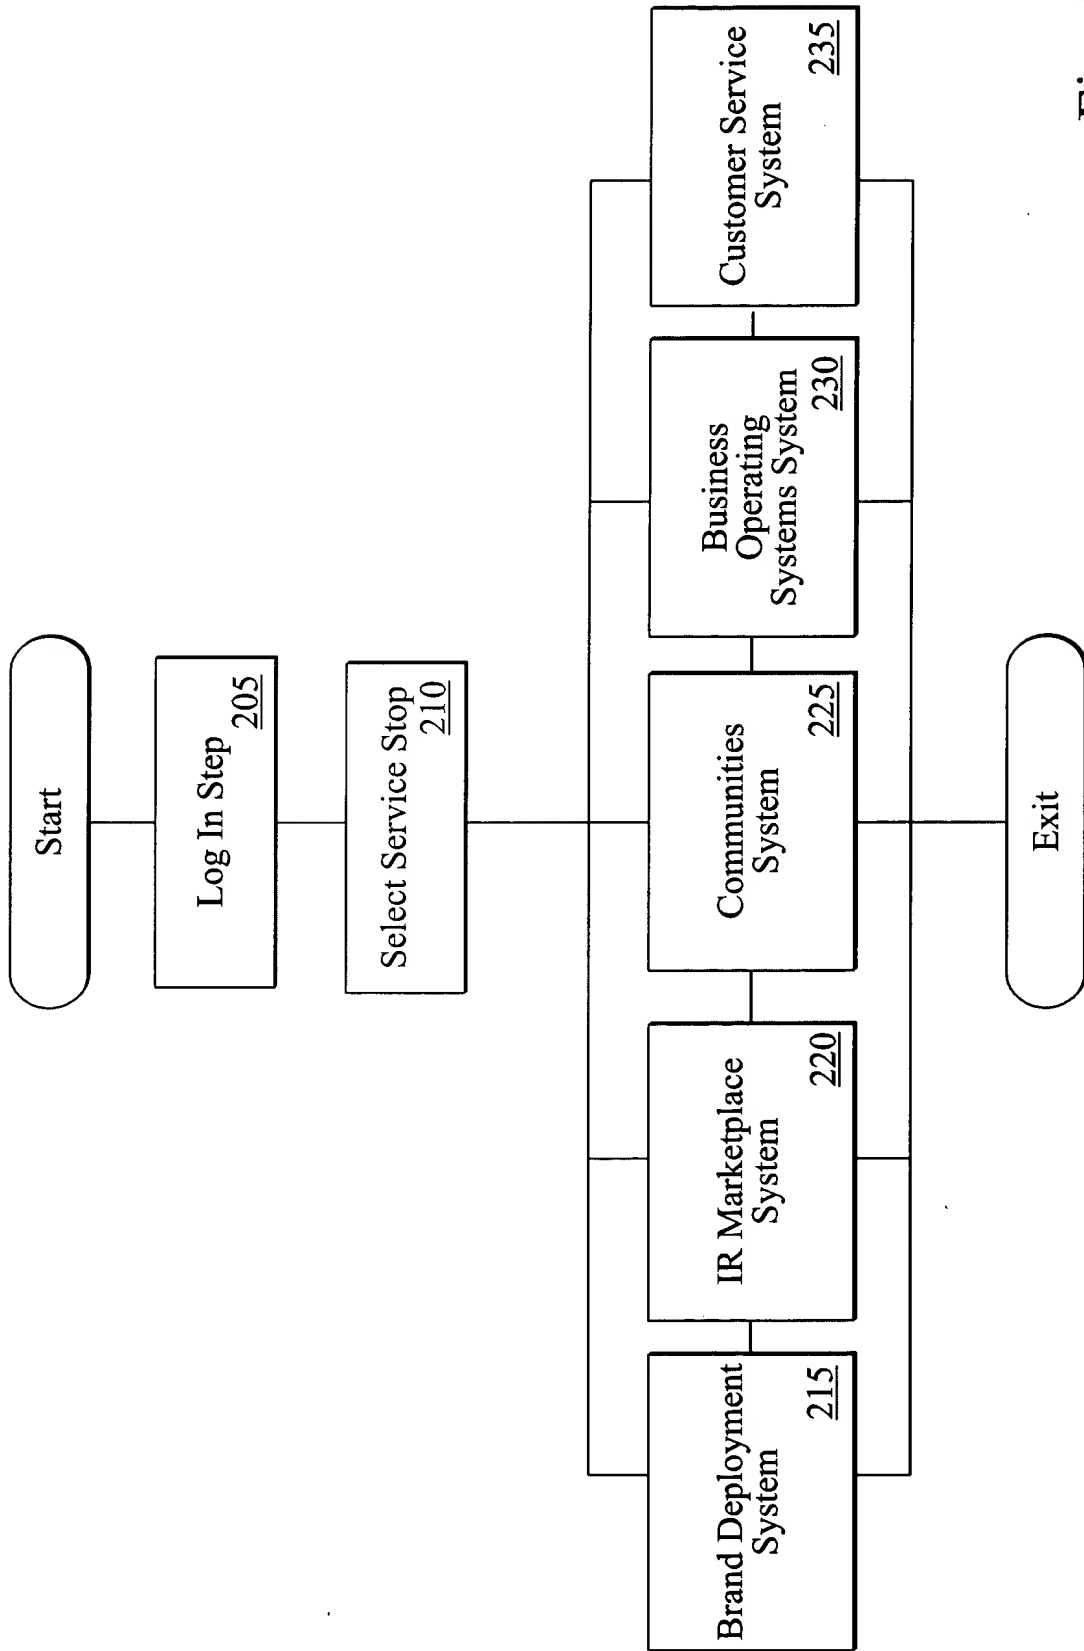 Start
Log In Step
205
Select Service Stop
210
Brand Deployment
System
215
IR Marketplace
System
220
Communities
System
225
Business
Operating
Systems System
230
Customer Service
System
235
Exit